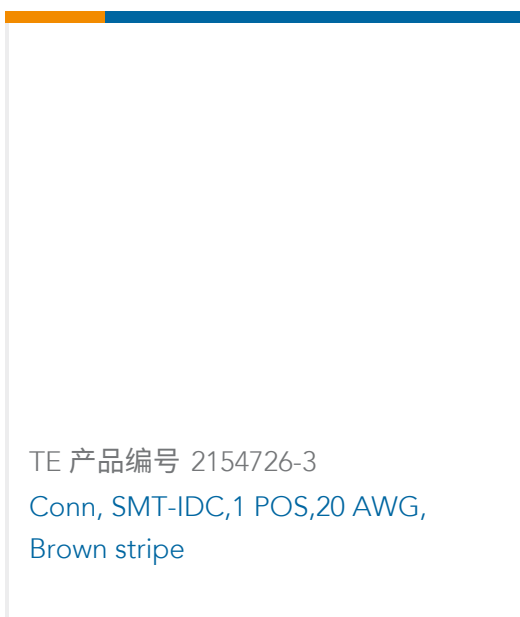 TE 产品编号 2154726-3
Conn, SMT-IDC,1 POS,20 AWG,
Brown stripe